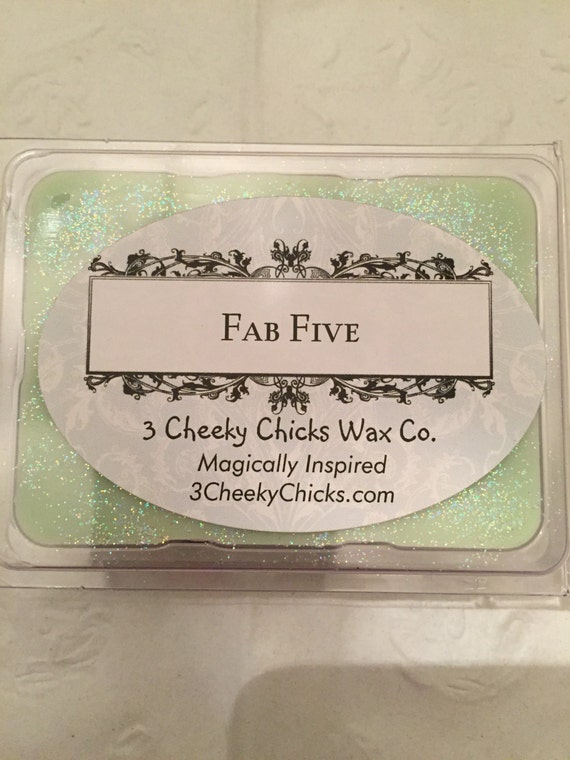 Fab Five
3 Cheeky Chicks Wax Co.
Magically Inspired
3CheekyChicks.com